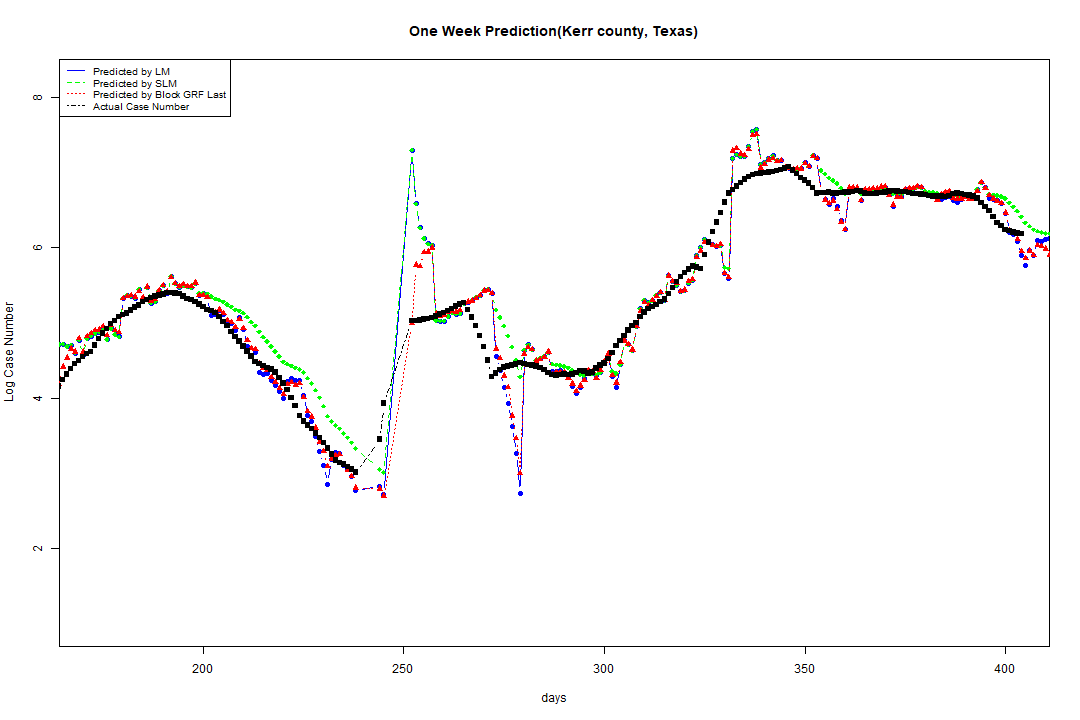 One Week Prediction(Kerr county, Texas)
Predicted by LM
Predicted by SLM
Predicted by Block GRF Last
Actual Case Number
8
6
4
2
Log Case Number
200 250 300 350 400
days